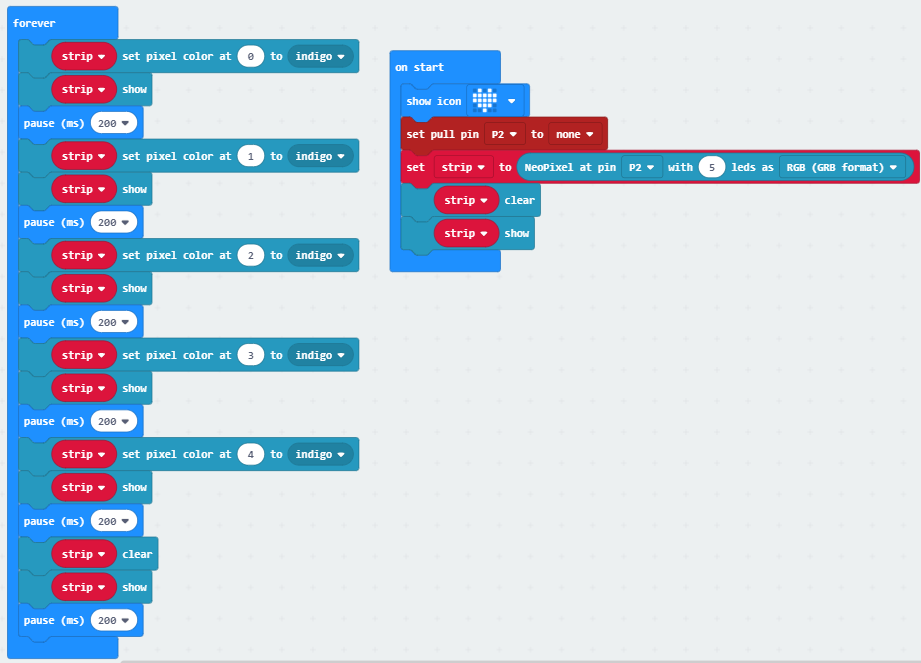 forever
strip set pixel color at 0 to indigo
strip show
pause (ms) 200
strip set pixel color at 1 to indigo
strip show
pause (ms) 200
strip set pixel color at 2 to indigo
strip show
pause (ms) 200
strip set pixel color at 3 to indigo
strip show
pause (ms) 200
strip set pixel color at 4 to indigo
strip show
pause (ms) 200
strip clear
strip show
pause (ms) 200
on start
show icon
set pull pin P2 to none
set strip to NeoPixel at pin P2 with 5 leds as RGB (GRB format)
strip clear
strip show